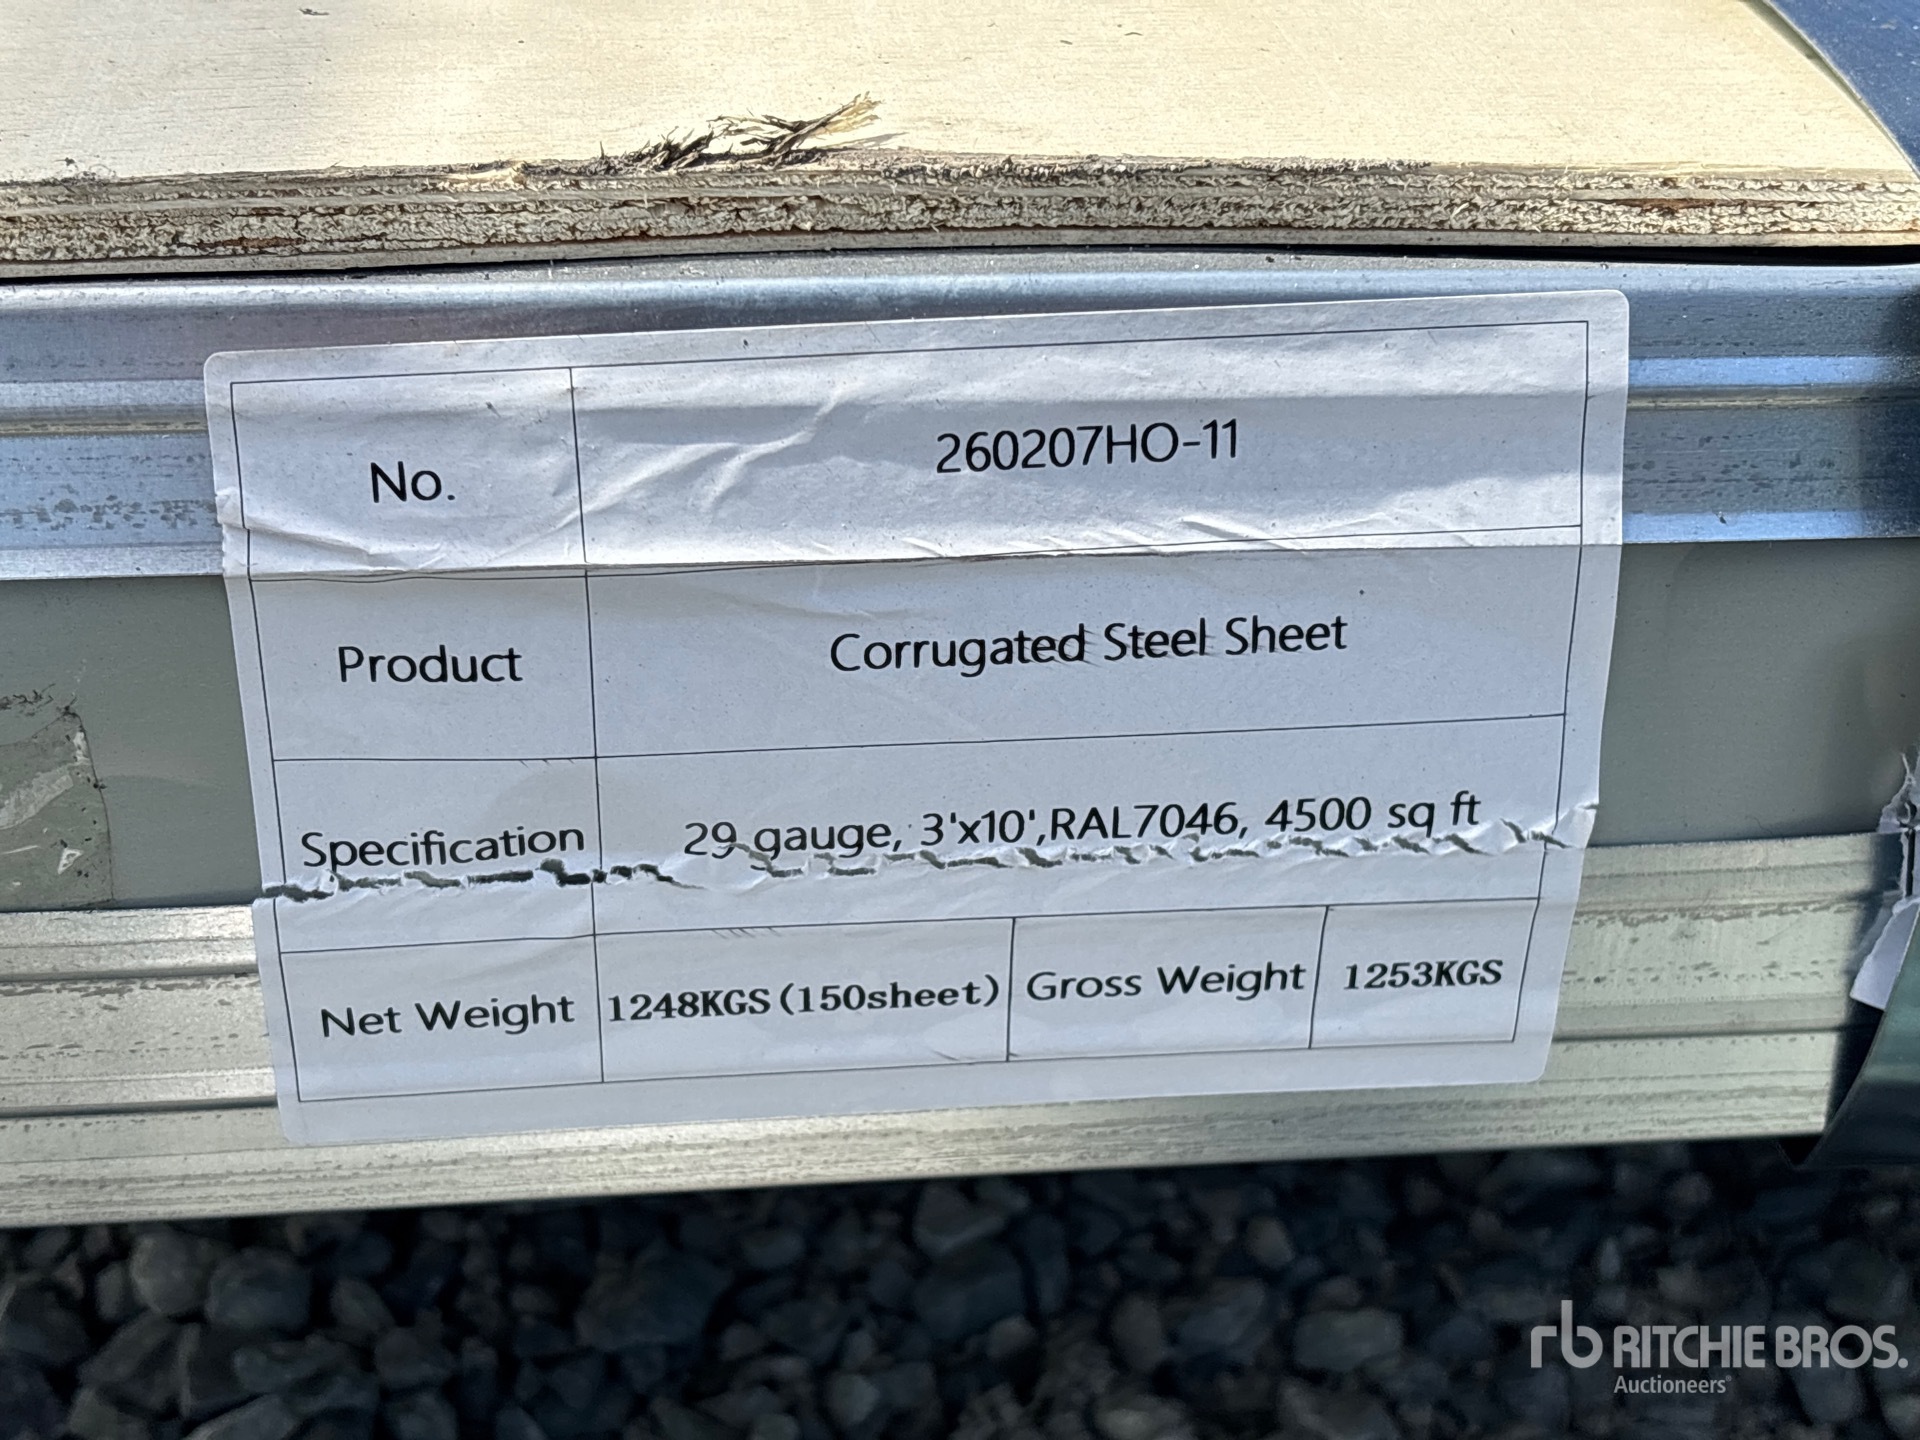 No. 260207HO-11
Product Corrugated Steel Sheet
Specification 29 gauge, 3'x10',RAL7046, 4500 sq ft
Net Weight 1248KGS(150sheet) Gross Weight 1253KGS
rb RITCHIE BROS.
Auctioneers